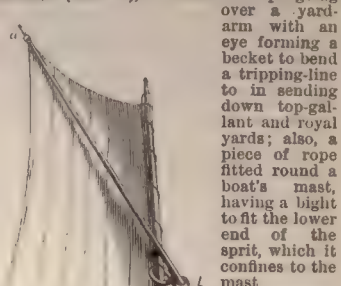 over a yard-
arm with an
eye forming a
becket to bend
a tripping-line
to in sending
down top-gal-
lant and royal
yards; also, a
piece of rope
fitted round a
boat's mast,
having a bight
to fit the lower
end of the
sprit, which it
confines to the
mast
a
b